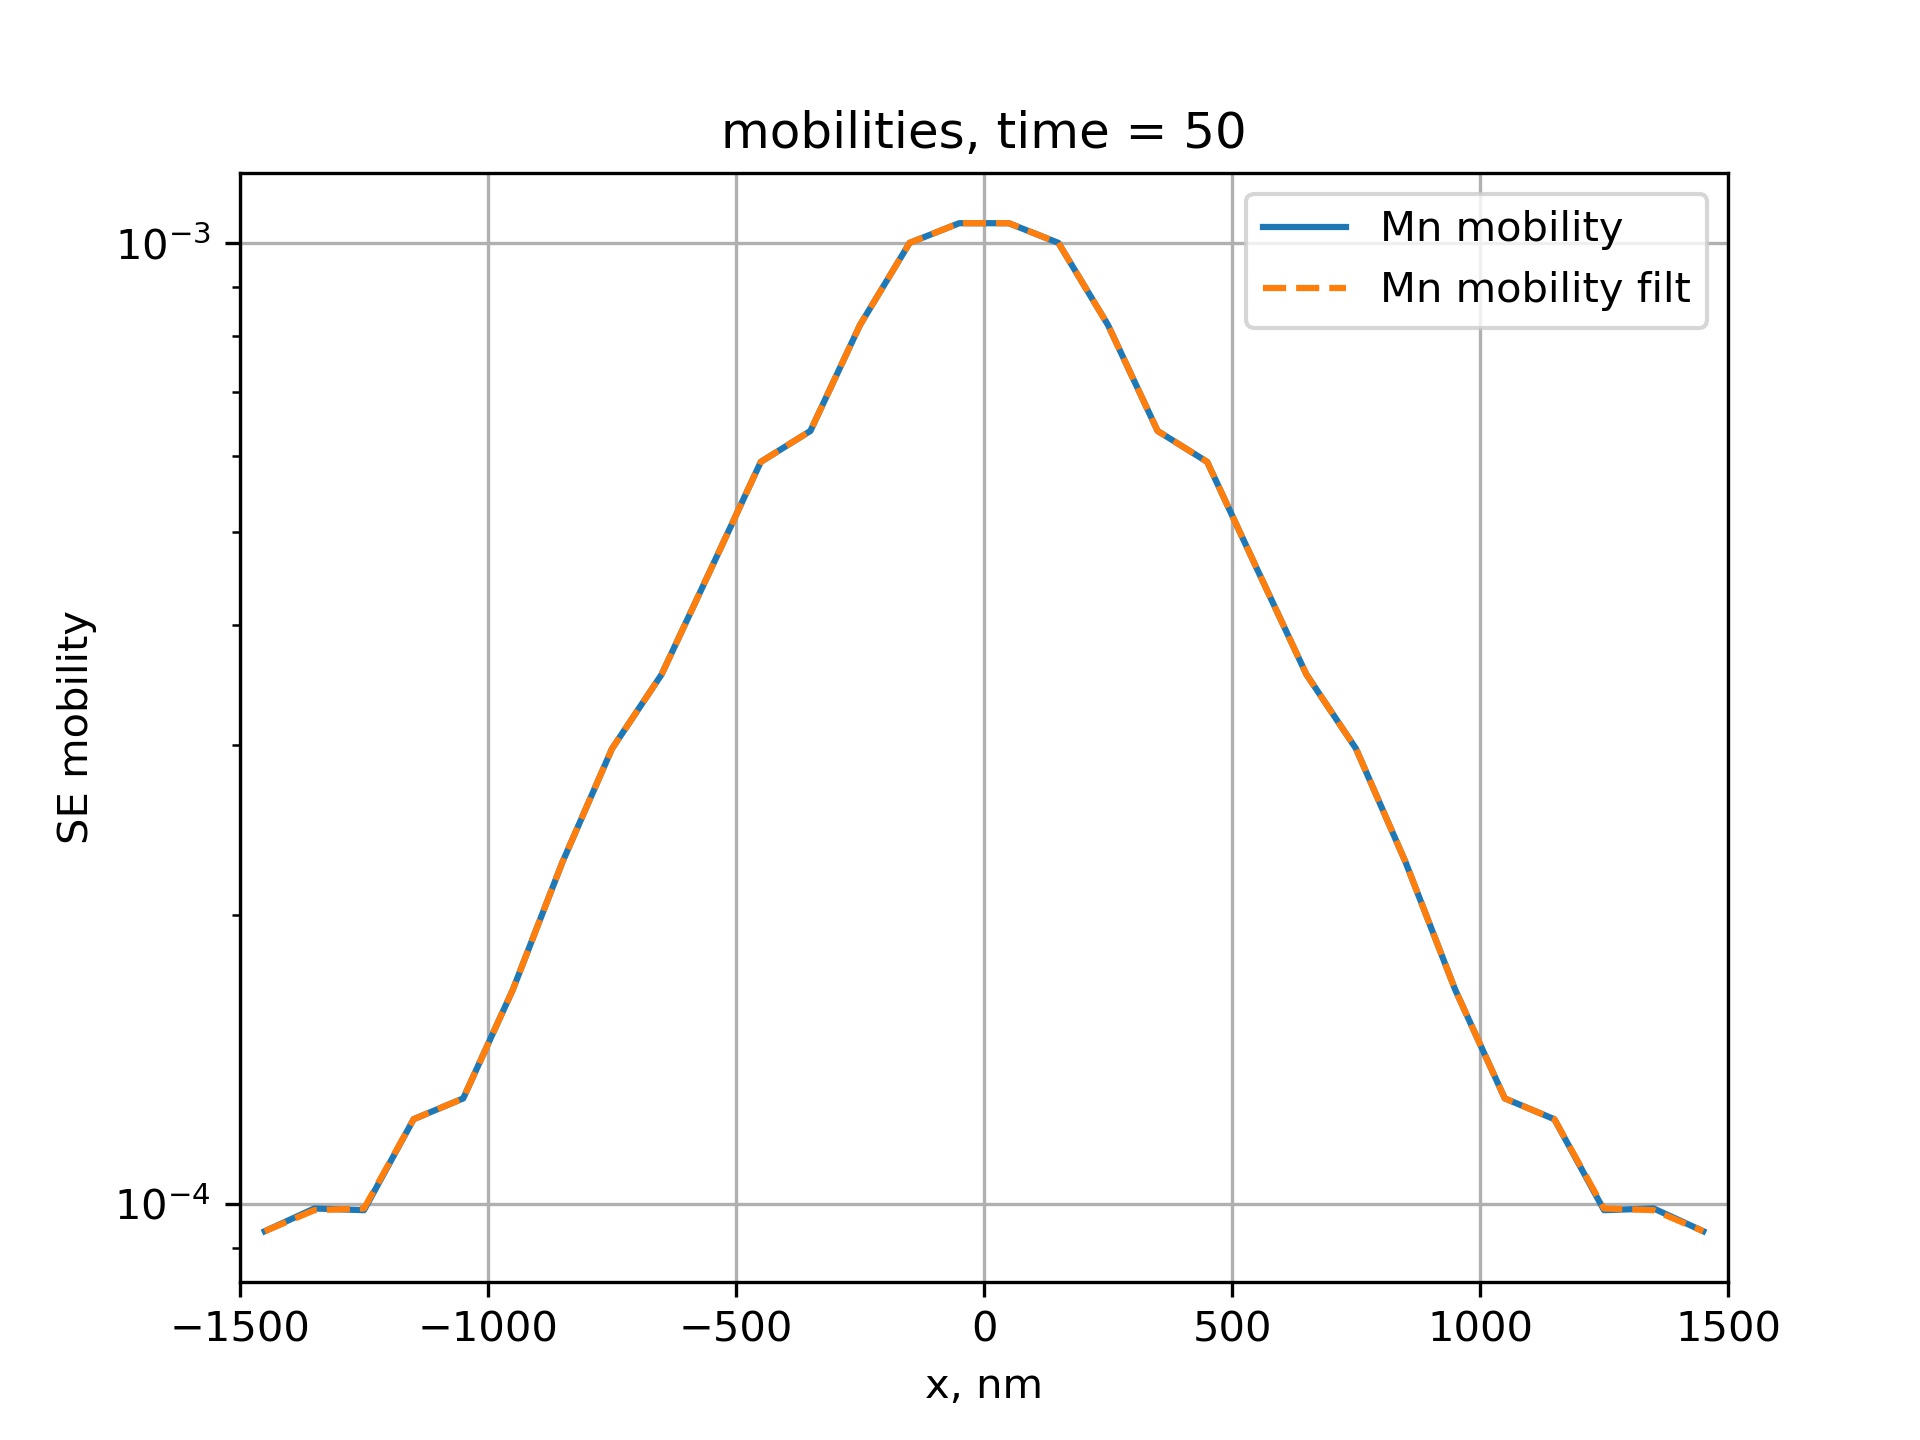 mobilities, time = 50
Mn mobility
Mn mobility filt
10⁻³
10⁻⁴
SE mobility
−1500 −1000 −500 0 500 1000 1500
x, nm